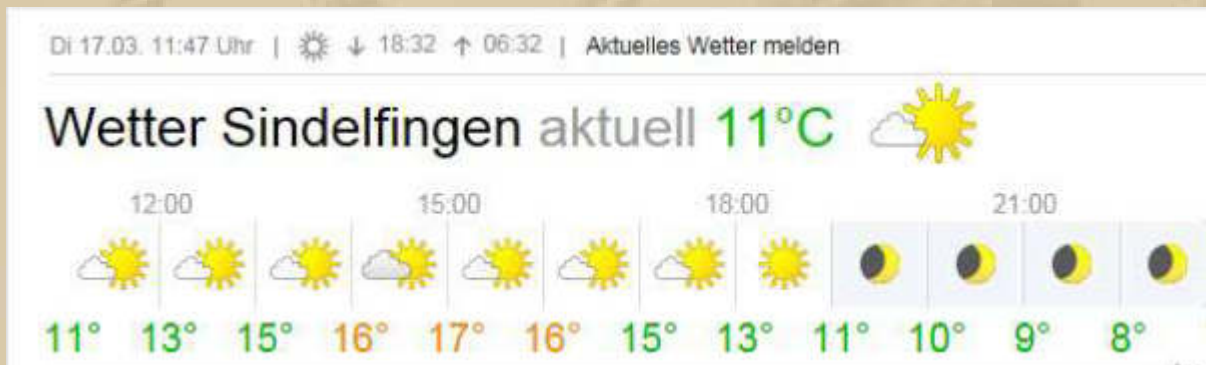 Di 17.03. 11:47 Uhr | ↓ 18:32 ↑ 06:32 | Aktuelles Wetter melden
Wetter Sindelfingen aktuell 11°C
12:00 15:00 18:00 21:00
11° 13° 15° 16° 17° 16° 15° 13° 11° 10° 9° 8°